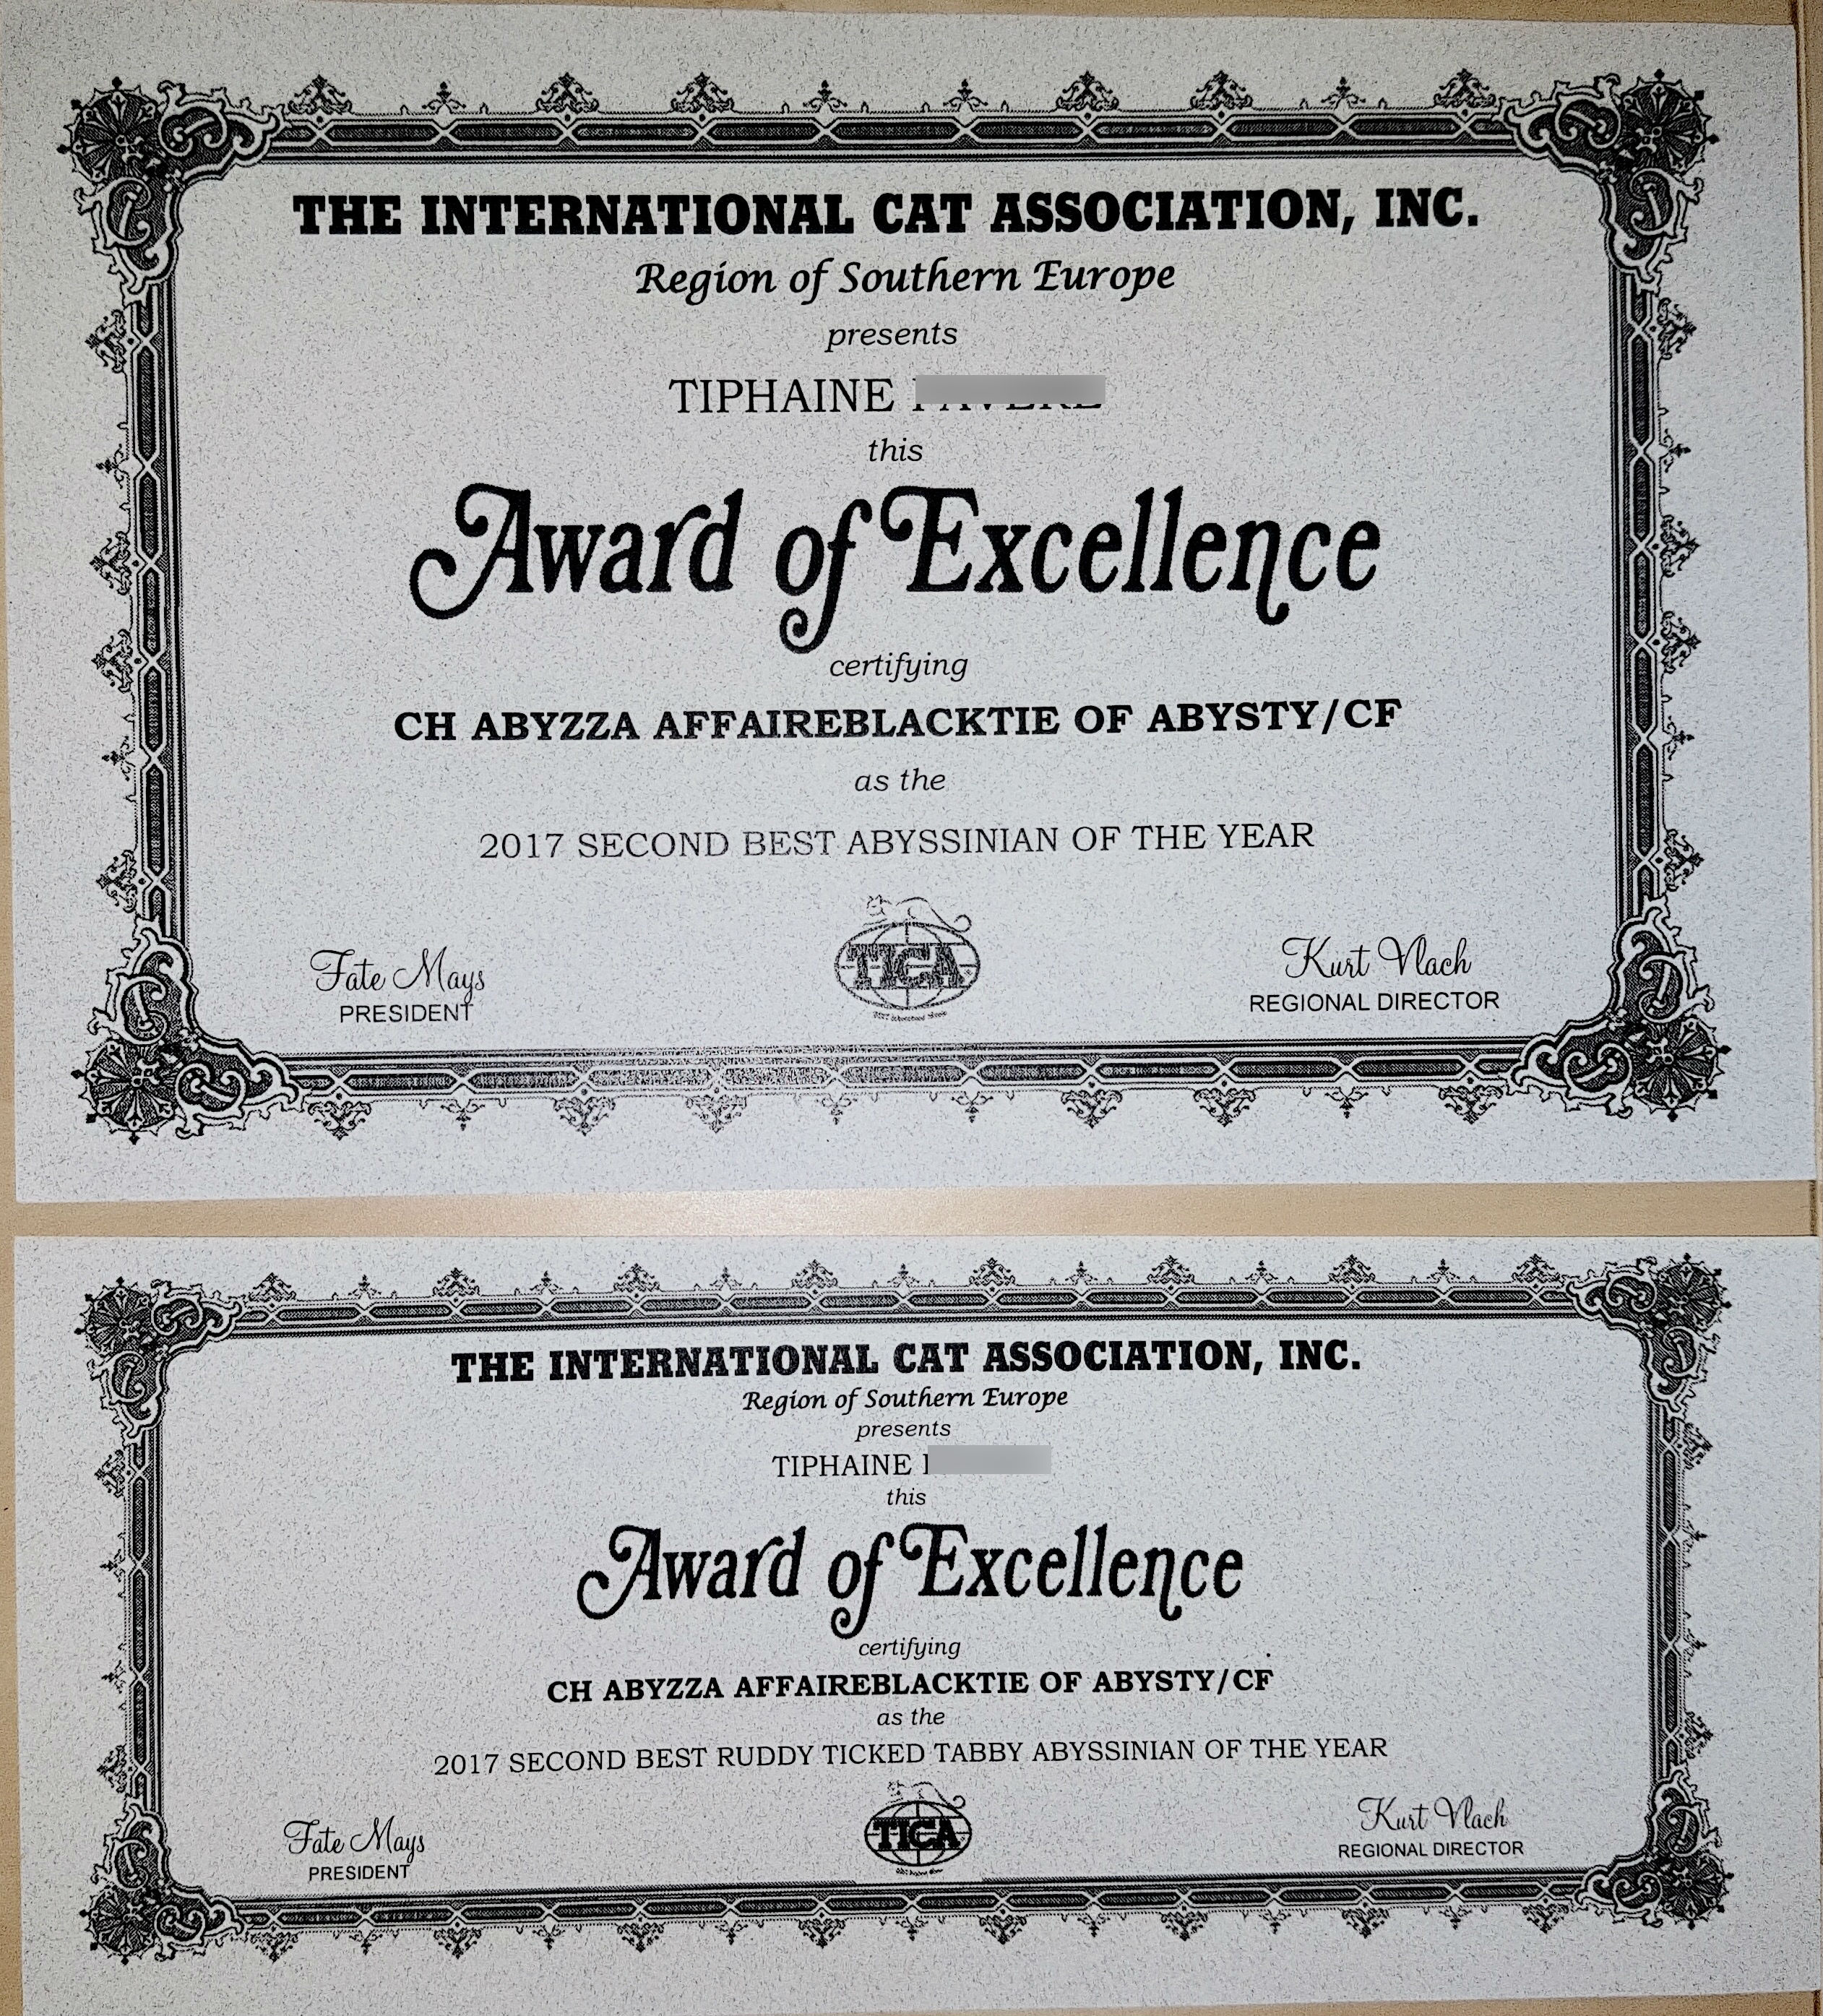 THE INTERNATIONAL CAT ASSOCIATION, INC.
Region of Southern Europe
presents
TIPHAINE
this
Award of Excellence
certifying
CH ABYZZA AFFAIREBLACKTIE OF ABYSTY/CF
as the
2017 SECOND BEST ABYSSINIAN OF THE YEAR
TICA
Fate Mays
PRESIDENT
Kurt Vlach
REGIONAL DIRECTOR
THE INTERNATIONAL CAT ASSOCIATION, INC.
Region of Southern Europe
presents
TIPHAINE
this
Award of Excellence
certifying
CH ABYZZA AFFAIREBLACKTIE OF ABYSTY/CF
as the
2017 SECOND BEST RUDDY TICKED TABBY ABYSSINIAN OF THE YEAR
TICA
Fate Mays
PRESIDENT
Kurt Vlach
REGIONAL DIRECTOR